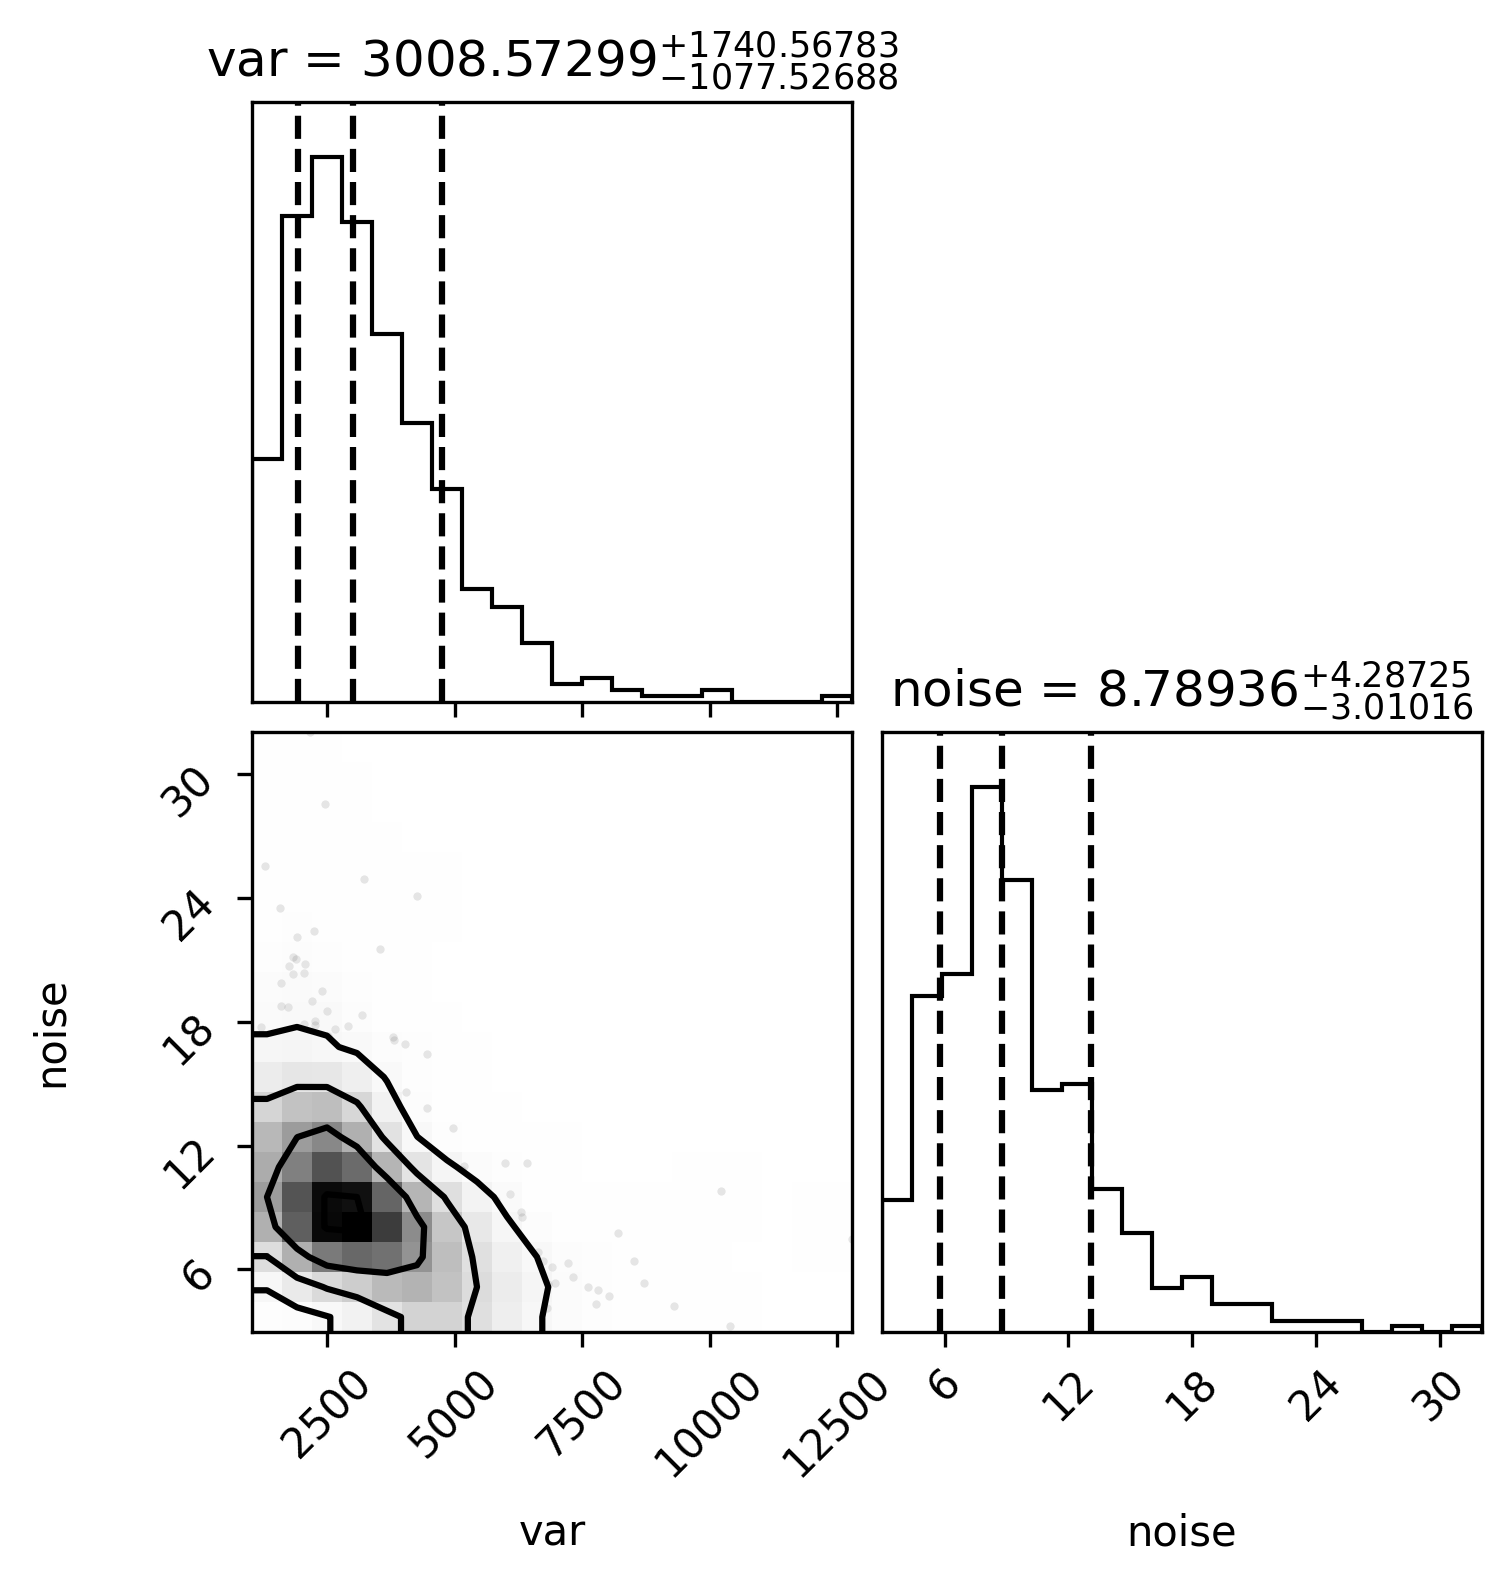 var = 3008.57299+1740.56783−1077.52688
noise = 8.78936+4.28725−3.01016
30
24
18
12
6
noise
2500 5000 7500 10000 12500
6 12 18 24 30
var
noise